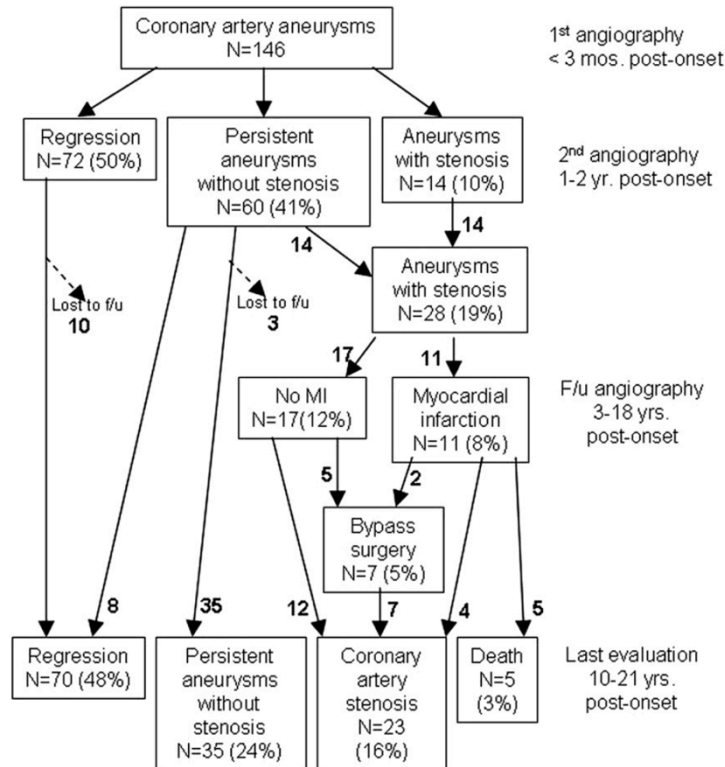 Coronary artery aneurysms
N=146
1st angiography
< 3 mos. post-onset
Regression
N=72 (50%)
Persistent
aneurysms
without stenosis
N=60 (41%)
Aneurysms
with stenosis
N=14 (10%)
2nd angiography
1-2 yr. post-onset
14
14
Lost to f/u
10
Lost to f/u
3
Aneurysms
with stenosis
N=28 (19%)
17
11
No MI
N=17(12%)
Myocardial
infarction
N=11 (8%)
F/u angiography
3-18 yrs.
post-onset
5
2
Bypass
surgery
N=7 (5%)
8
35
12
7
4
5
Regression
N=70 (48%)
Persistent
aneurysms
without
stenosis
N=35 (24%)
Coronary
artery
stenosis
N=23
(16%)
Death
N=5
(3%)
Last evaluation
10-21 yrs.
post-onset